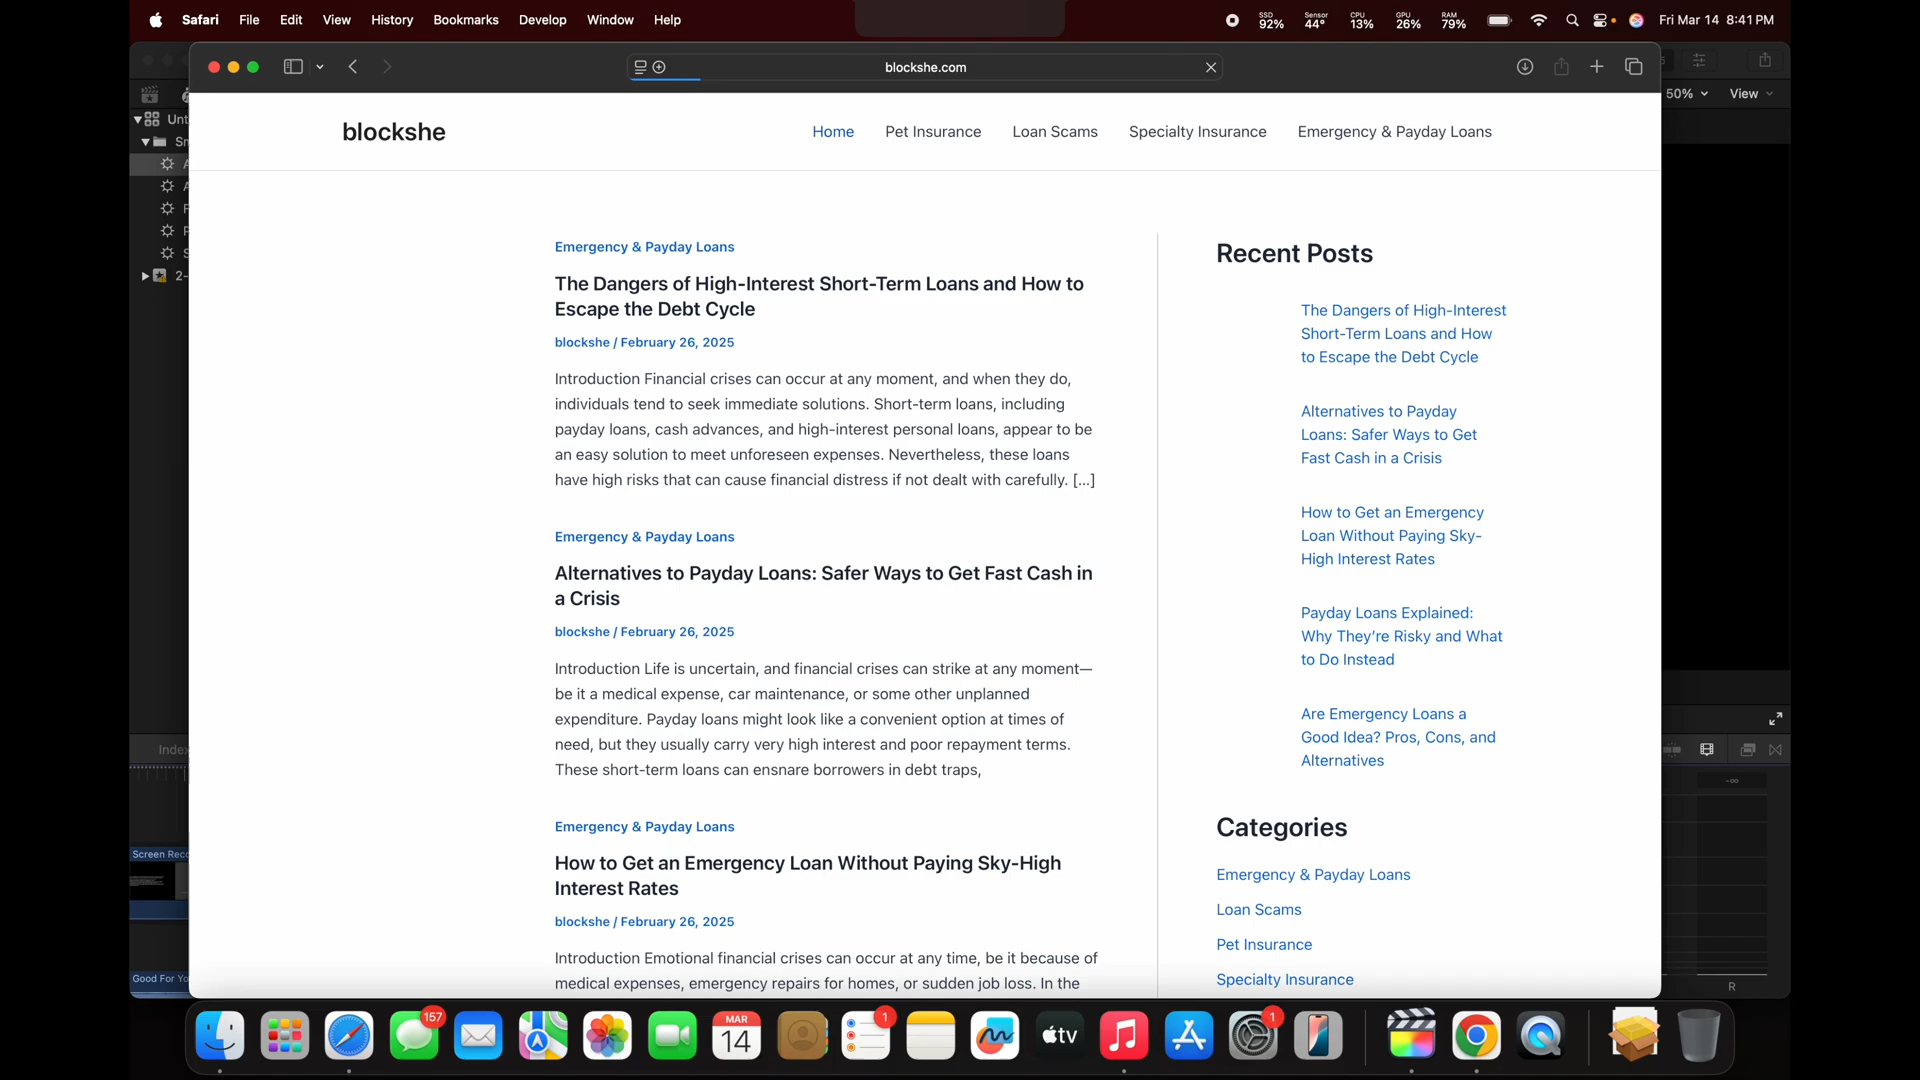 Safari File Edit View History Bookmarks Develop Window Help
SSD 92% Sensor 44° CPU 13% GPU 26% RAM 79% Fri Mar 14 8:41 PM
blockshe.com
50% View
blockshe
Home Pet Insurance Loan Scams Specialty Insurance Emergency & Payday Loans
Emergency & Payday Loans
The Dangers of High-Interest Short-Term Loans and How to
Escape the Debt Cycle
blockshe / February 26, 2025
Introduction Financial crises can occur at any moment, and when they do,
individuals tend to seek immediate solutions. Short-term loans, including
payday loans, cash advances, and high-interest personal loans, appear to be
an easy solution to meet unforeseen expenses. Nevertheless, these loans
have high risks that can cause financial distress if not dealt with carefully. […]
Emergency & Payday Loans
Alternatives to Payday Loans: Safer Ways to Get Fast Cash in
a Crisis
blockshe / February 26, 2025
Introduction Life is uncertain, and financial crises can strike at any moment—
be it a medical expense, car maintenance, or some other unplanned
expenditure. Payday loans might look like a convenient option at times of
need, but they usually carry very high interest and poor repayment terms.
These short-term loans can ensnare borrowers in debt traps,
Emergency & Payday Loans
How to Get an Emergency Loan Without Paying Sky-High
Interest Rates
blockshe / February 26, 2025
Introduction Emotional financial crises can occur at any time, be it because of
medical expenses, emergency repairs for homes, or sudden job loss. In the
Recent Posts
The Dangers of High-Interest
Short-Term Loans and How
to Escape the Debt Cycle
Alternatives to Payday
Loans: Safer Ways to Get
Fast Cash in a Crisis
How to Get an Emergency
Loan Without Paying Sky-
High Interest Rates
Payday Loans Explained:
Why They're Risky and What
to Do Instead
Are Emergency Loans a
Good Idea? Pros, Cons, and
Alternatives
Categories
Emergency & Payday Loans
Loan Scams
Pet Insurance
Specialty Insurance
Unt
Sn
2-
Index
Screen Rec
Good For Yo
-∞
R
157
MAR
14
1
tv
1